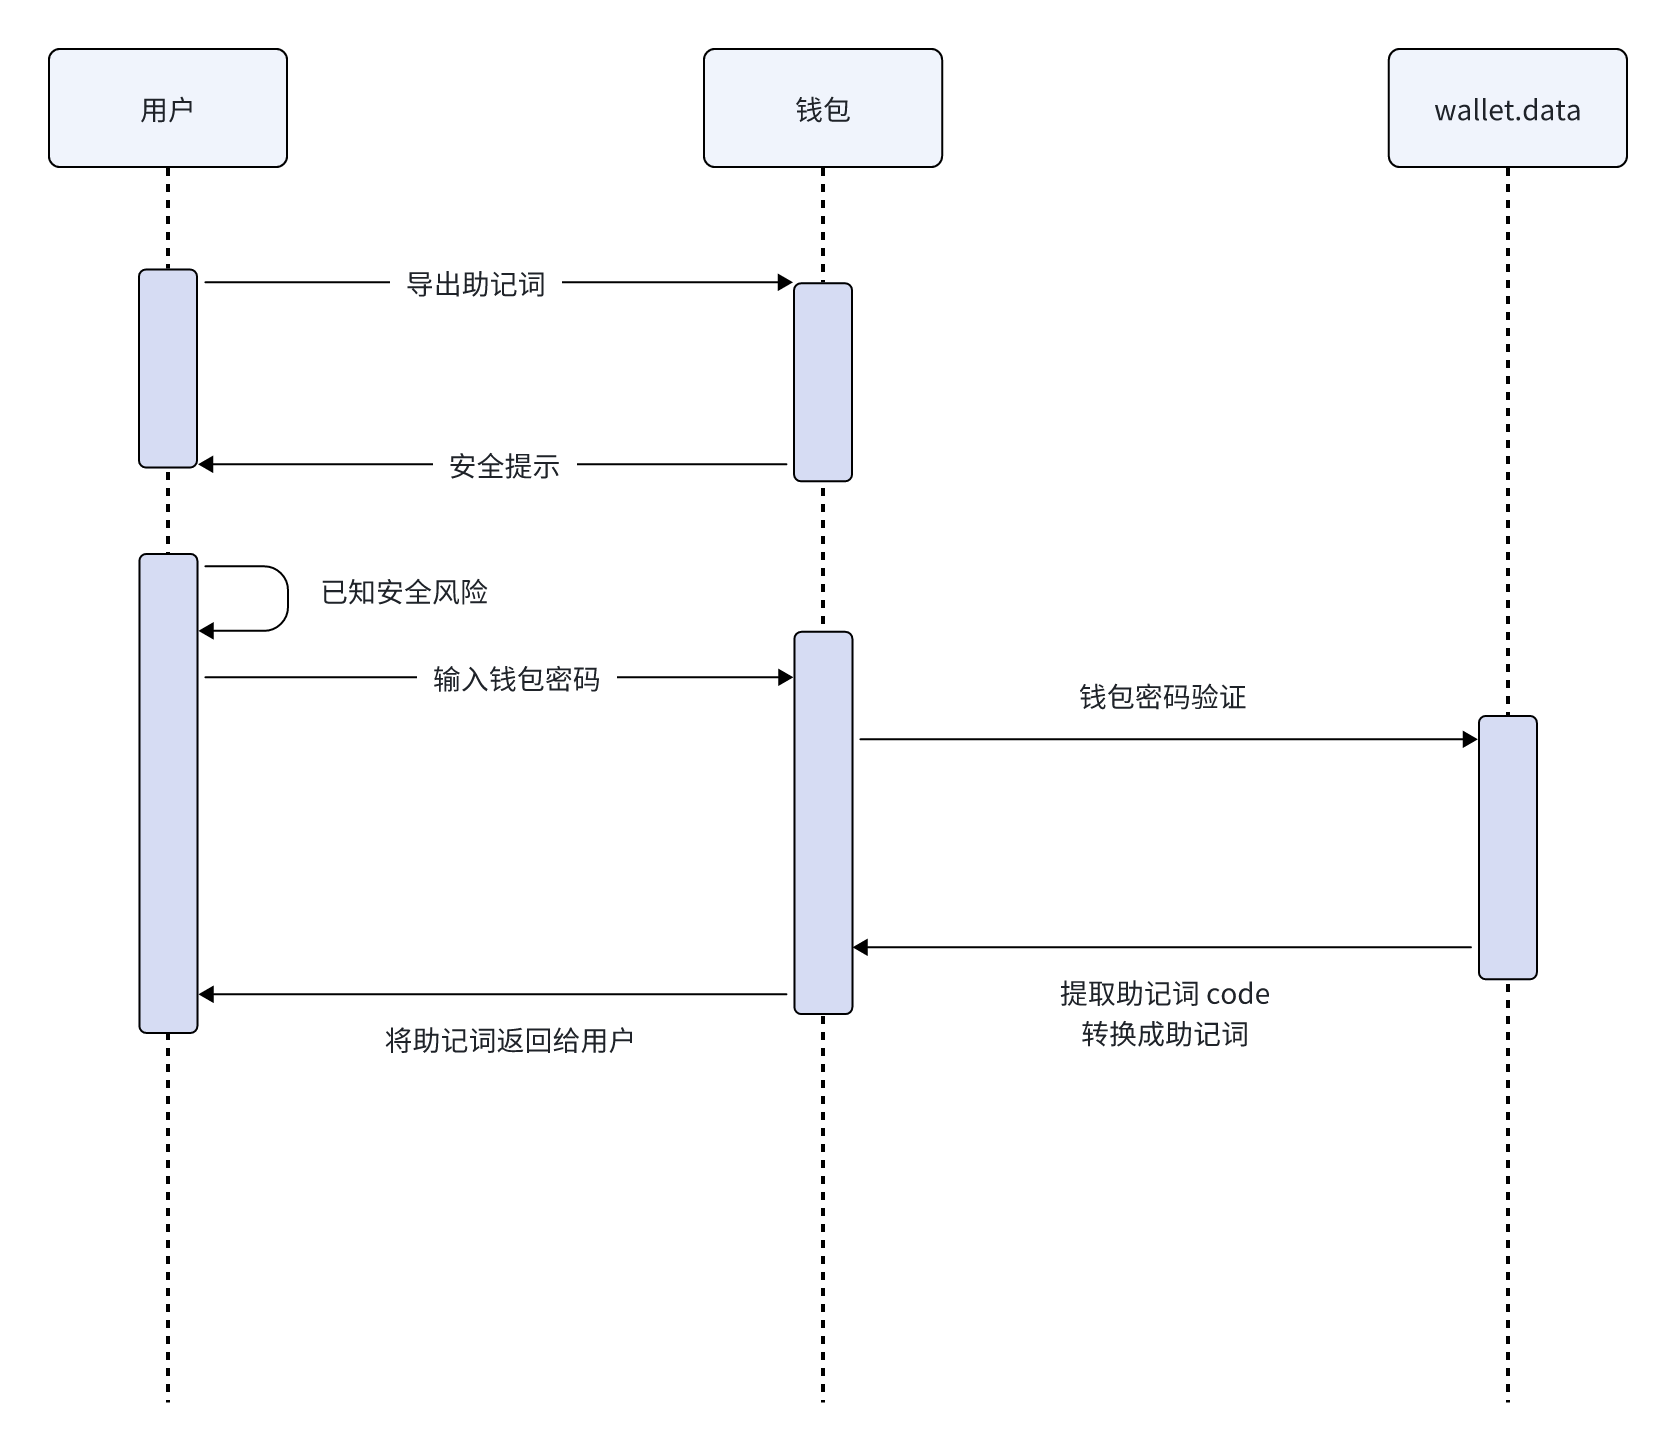 用户
钱包
wallet.data
导出助记词
安全提示
已知安全风险
输入钱包密码
钱包密码验证
提取助记词 code
转换成助记词
将助记词返回给用户